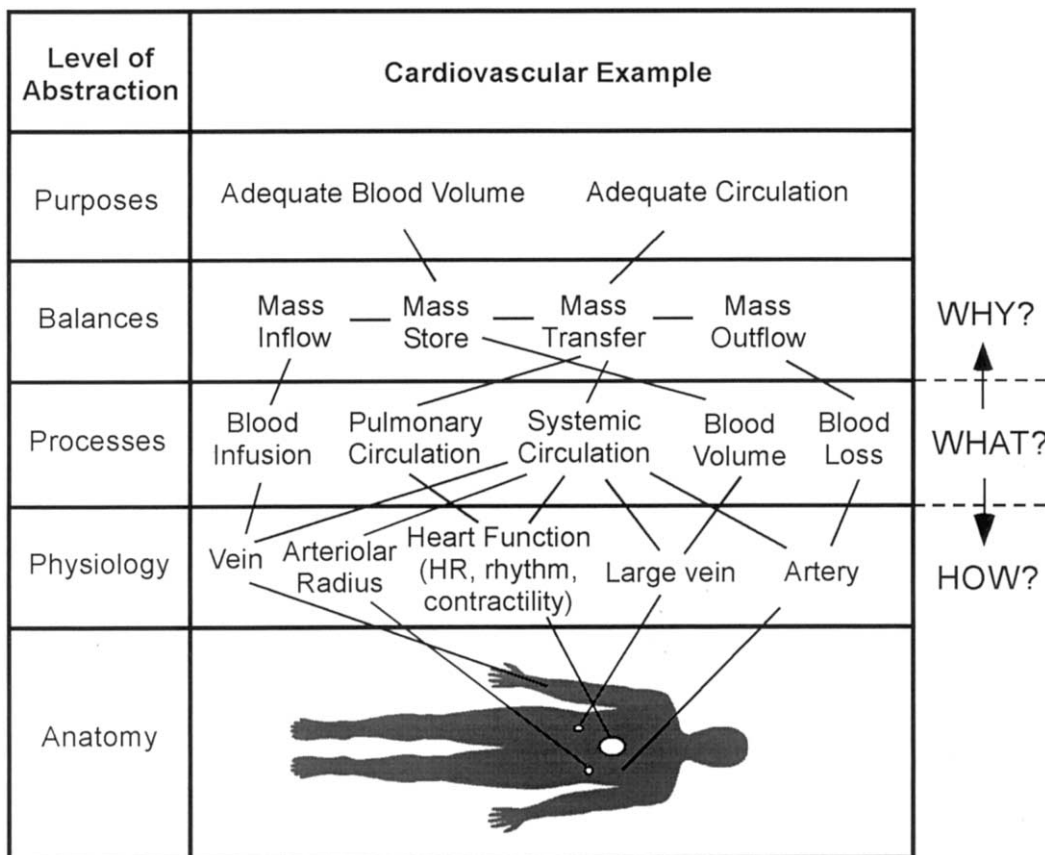 Level of
Abstraction
Cardiovascular Example
Purposes
Adequate Blood Volume
Adequate Circulation
Balances
Mass
Inflow
Mass
Store
Mass
Transfer
Mass
Outflow
WHY?
Processes
Blood
Infusion
Pulmonary
Circulation
Systemic
Circulation
Blood
Volume
Blood
Loss
WHAT?
Physiology
Vein
Arteriolar
Radius
Heart Function
(HR, rhythm,
contractility)
Large vein
Artery
HOW?
Anatomy